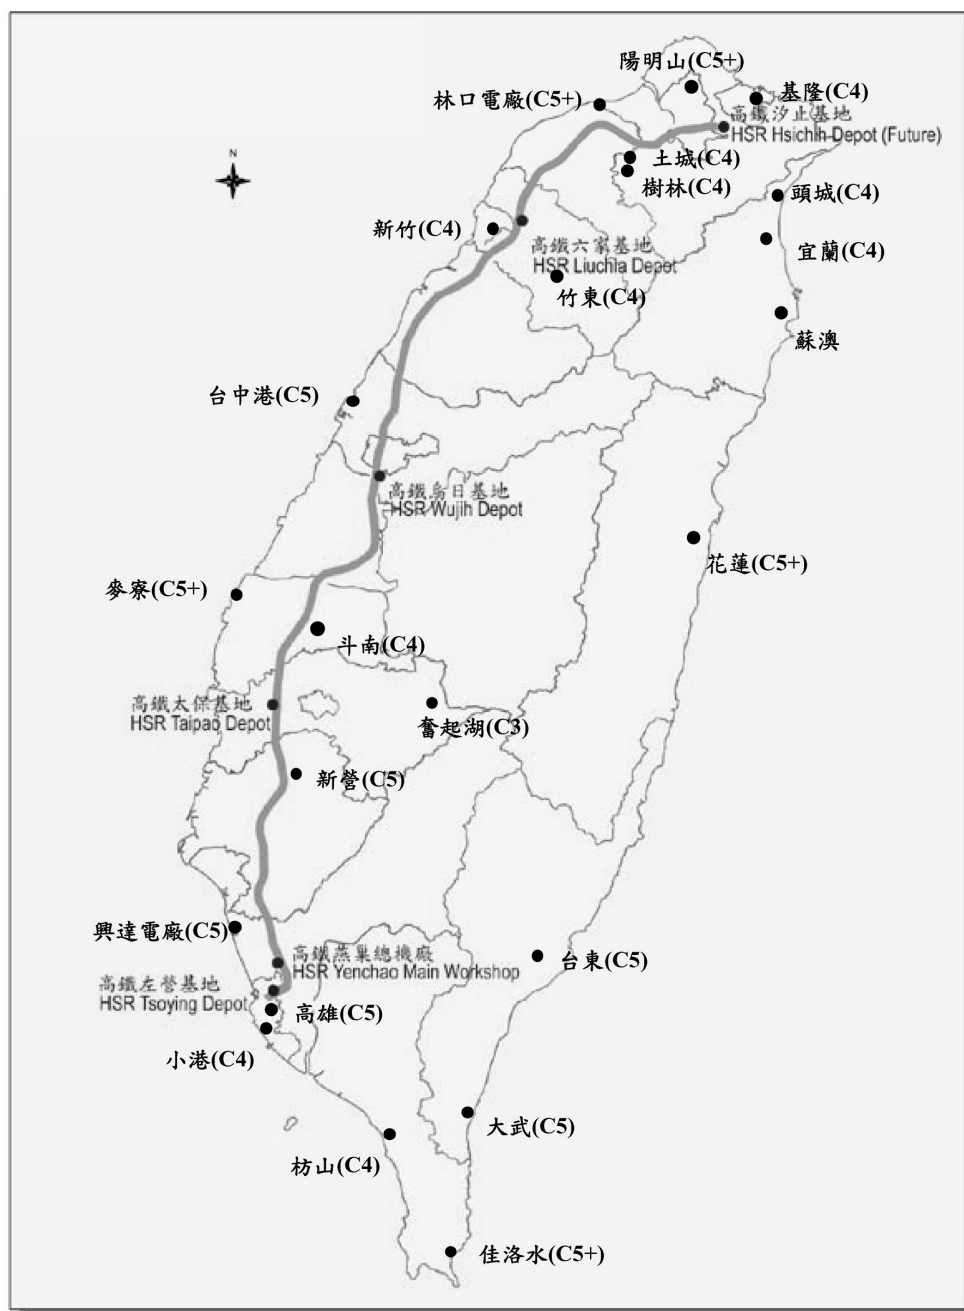 陽明山(C5+)
林口電廠(C5+)
基隆(C4)
高鐵汐止基地
HSR Hsichih Depot (Future)
土城(C4)
樹林(C4)
N
頭城(C4)
新竹(C4)
高鐵六家基地
HSR Liuchia Depot
宜蘭(C4)
竹東(C4)
蘇澳
台中港(C5)
高鐵烏日基地
HSR Wujih Depot
花蓮(C5+)
麥寮(C5+)
斗南(C4)
高鐵太保基地
HSR Taipao Depot
奮起湖(C3)
新營(C5)
興達電廠(C5)
高鐵燕巢總機廠
HSR Yenchao Main Workshop
台東(C5)
高鐵左營基地
HSR Tsoying Depot
高雄(C5)
小港(C4)
大武(C5)
枋山(C4)
佳洛水(C5+)